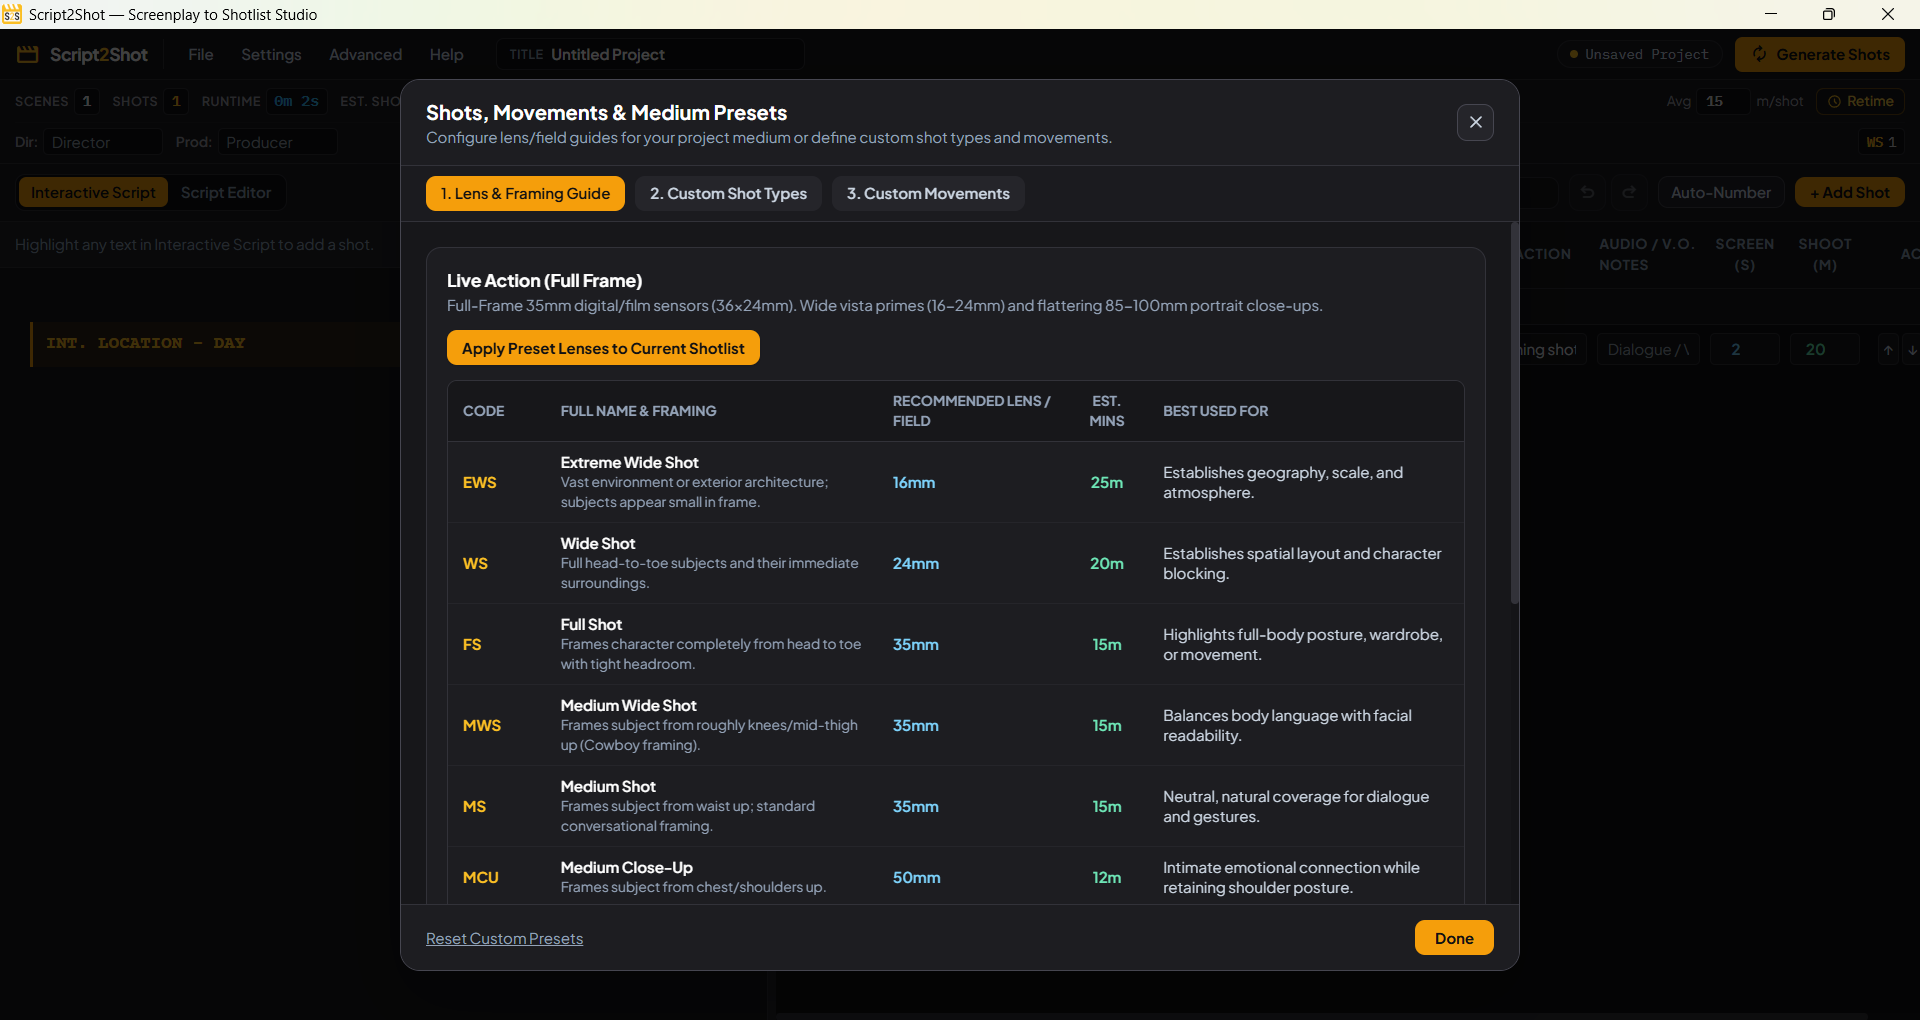 Script2Shot — Screenplay to Shotlist Studio
Script2Shot File Settings Advanced Help TITLE Untitled Project Unsaved Project Generate Shots
SCENES 1 SHOTS 1 RUNTIME 0m 2s EST. SHO Avg 15 m/shot Retime
Dir: Director Prod: Producer WS 1
Interactive Script Script Editor Auto-Number + Add Shot
Highlight any text in Interactive Script to add a shot.
CTION AUDIO / V.O. NOTES SCREEN (S) SHOOT (M) AC
INT. LOCATION - DAY
ning shot Dialogue / \ 2 20
Shots, Movements & Medium Presets
Configure lens/field guides for your project medium or define custom shot types and movements.
1. Lens & Framing Guide 2. Custom Shot Types 3. Custom Movements
Live Action (Full Frame)
Full-Frame 35mm digital/film sensors (36×24mm). Wide vista primes (16–24mm) and flattering 85–100mm portrait close-ups.
Apply Preset Lenses to Current Shotlist
CODE FULL NAME & FRAMING RECOMMENDED LENS / FIELD EST. MINS BEST USED FOR
EWS
Extreme Wide Shot
Vast environment or exterior architecture;
subjects appear small in frame.
16mm
25m
Establishes geography, scale, and
atmosphere.
WS
Wide Shot
Full head-to-toe subjects and their immediate
surroundings.
24mm
20m
Establishes spatial layout and character
blocking.
FS
Full Shot
Frames character completely from head to toe
with tight headroom.
35mm
15m
Highlights full-body posture, wardrobe,
or movement.
MWS
Medium Wide Shot
Frames subject from roughly knees/mid-thigh
up (Cowboy framing).
35mm
15m
Balances body language with facial
readability.
MS
Medium Shot
Frames subject from waist up; standard
conversational framing.
35mm
15m
Neutral, natural coverage for dialogue
and gestures.
MCU
Medium Close-Up
Frames subject from chest/shoulders up.
50mm
12m
Intimate emotional connection while
retaining shoulder posture.
Reset Custom Presets
Done